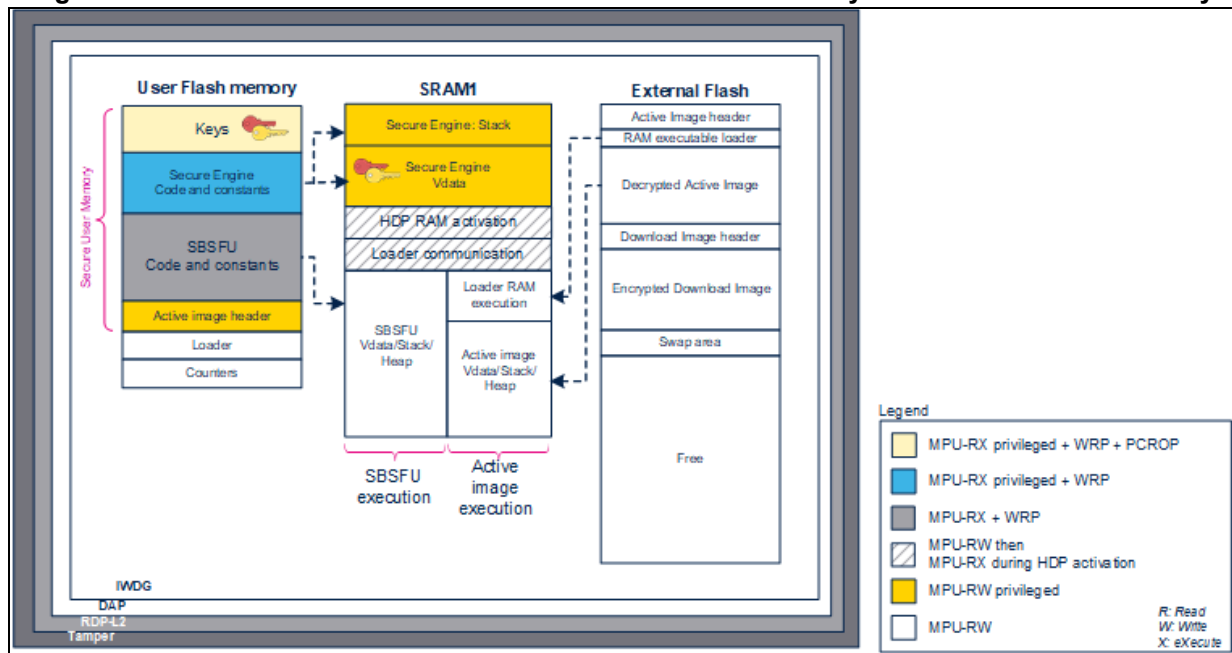 User Flash memory
Keys
Secure Engine
Code and constants
SBSFU
Code and constants
Active image header
Loader
Counters
Secure User Memory
SRAM1
Secure Engine: Stack
Secure Engine
Vdata
HDP RAM activation
Loader communication
SBSFU
Vdata/Stack/
Heap
Loader RAM
execution
Active image
Vdata/Stack/
Heap
SBSFU
execution
Active
image
execution
External Flash
Active Image header
RAM executable loader
Decrypted Active Image
Download Image header
Encrypted Download Image
Swap area
Free
IWDG
DAP
RDP-L2
Tamper
Legend
MPU-RX privileged + WRP + PCROP
MPU-RX privileged + WRP
MPU-RX + WRP
MPU-RW then
MPU-RX during HDP activation
MPU-RW privileged
MPU-RW
R: Read
W: Write
X: eXecute